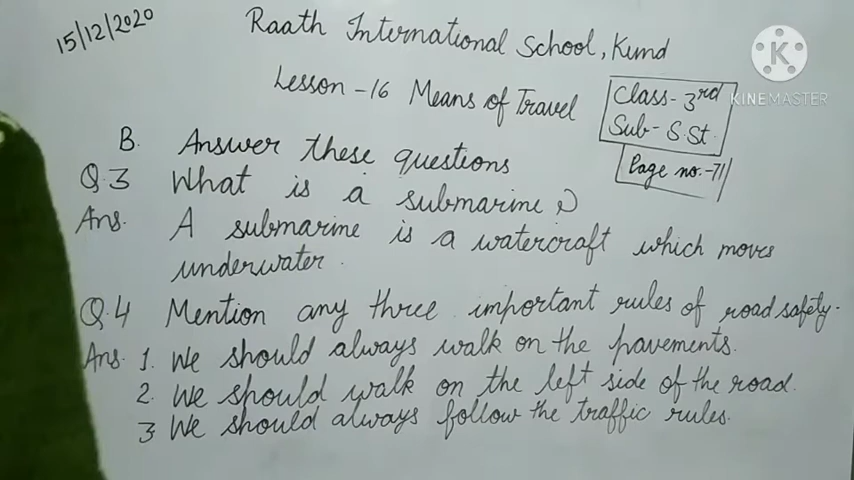 15/12/2020
Raath International School, Kund
KINEMASTER
Lesson - 16 Means of Travel
Class - 3rd
Sub - S.St.
Page no. - 71
B. Answer these questions
Q.3 What is a submarine ?
Ans. A submarine is a watercraft which moves
underwater.
Q.4 Mention any three important rules of road safety.
Ans. 1. We should always walk on the pavements.
2. We should walk on the left side of the road.
3 We should always follow the traffic rules.